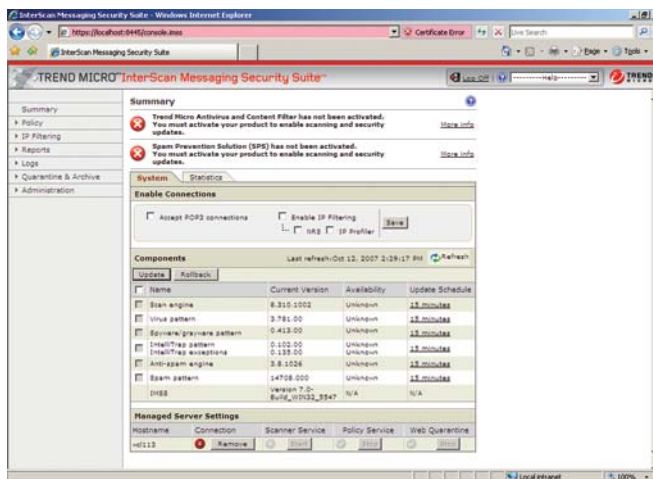 InterScan Messaging Security Suite - Windows Internet Explorer
https://localhost:8445/console.imss
Certificate Error
Live Search
InterScan Messaging Security Suite
Page
Tools
TREND MICRO™ InterScan Messaging Security Suite™
Log Off
----------Help----------
TREND
Summary
Policy
IP Filtering
Reports
Logs
Quarantine & Archive
Administration
Summary
Trend Micro Antivirus and Content Filter has not been activated.
You must activate your product to enable scanning and security updates.
More info
Spam Prevention Solution (SPS) has not been activated.
You must activate your product to enable scanning and security updates.
More info
System Statistics
Enable Connections
Accept POP3 connections
Enable IP Filtering
NRS IP Profiler
Save
Components
Last refresh:Oct 12, 2007 2:29:17 PM Refresh
Update Rollback
Name Current Version Availability Update Schedule
Scan engine 8.310.1002 Unknown 15 minutes
Virus pattern 3.781.00 Unknown 15 minutes
Spyware/grayware pattern 0.413.00 Unknown 15 minutes
IntelliTrap pattern 0.102.00 Unknown 15 minutes
IntelliTrap exceptions 0.135.00
Anti-spam engine 3.8.1026 Unknown 15 minutes
Spam pattern 14708.000 Unknown 15 minutes
IMSS Version 7.0-Build_WIN32_5547 N/A N/A
Managed Server Settings
Hostname Connection Scanner Service Policy Service Web Quarantine
Remove Start Stop Stop
Local intranet
100%